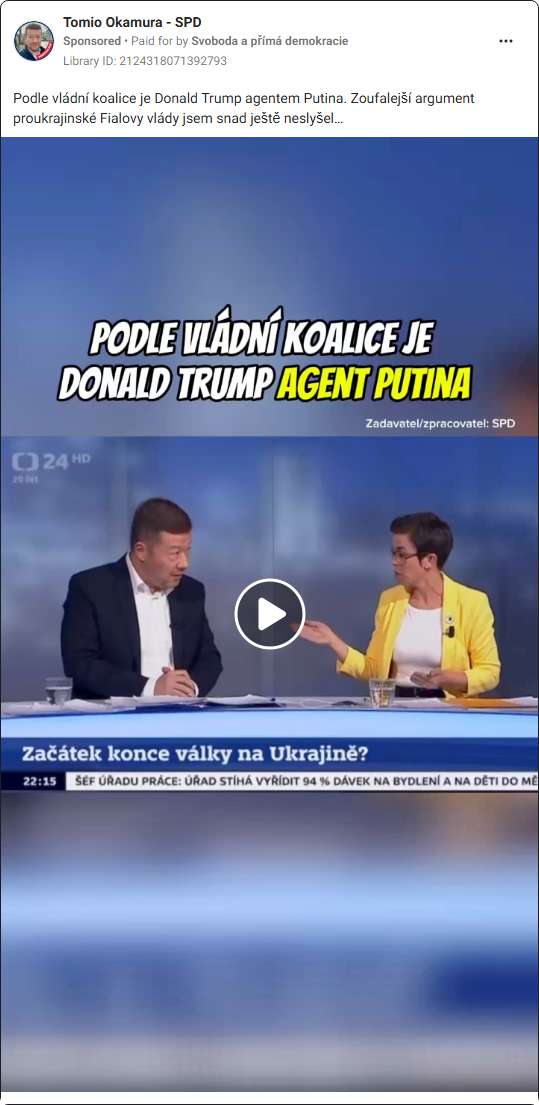 Tomio Okamura - SPD
Sponsored • Paid for by Svoboda a přímá demokracie
Library ID: 2124318071392793
Podle vládní koalice je Donald Trump agentem Putina. Zoufalejší argument
proukrajinské Fialovy vlády jsem snad ještě neslyšel...
PODLE VLÁDNÍ KOALICE JE
DONALD TRUMP AGENT PUTINA
Zadavatel/zpracovatel: SPD
24 HD
20 let
Začátek konce války na Ukrajině?
22:15 ŠÉF ÚŘADU PRÁCE: ÚŘAD STÍHÁ VYŘÍDIT 94 % DÁVEK NA BYDLENÍ A NA DĚTI DO MĚ